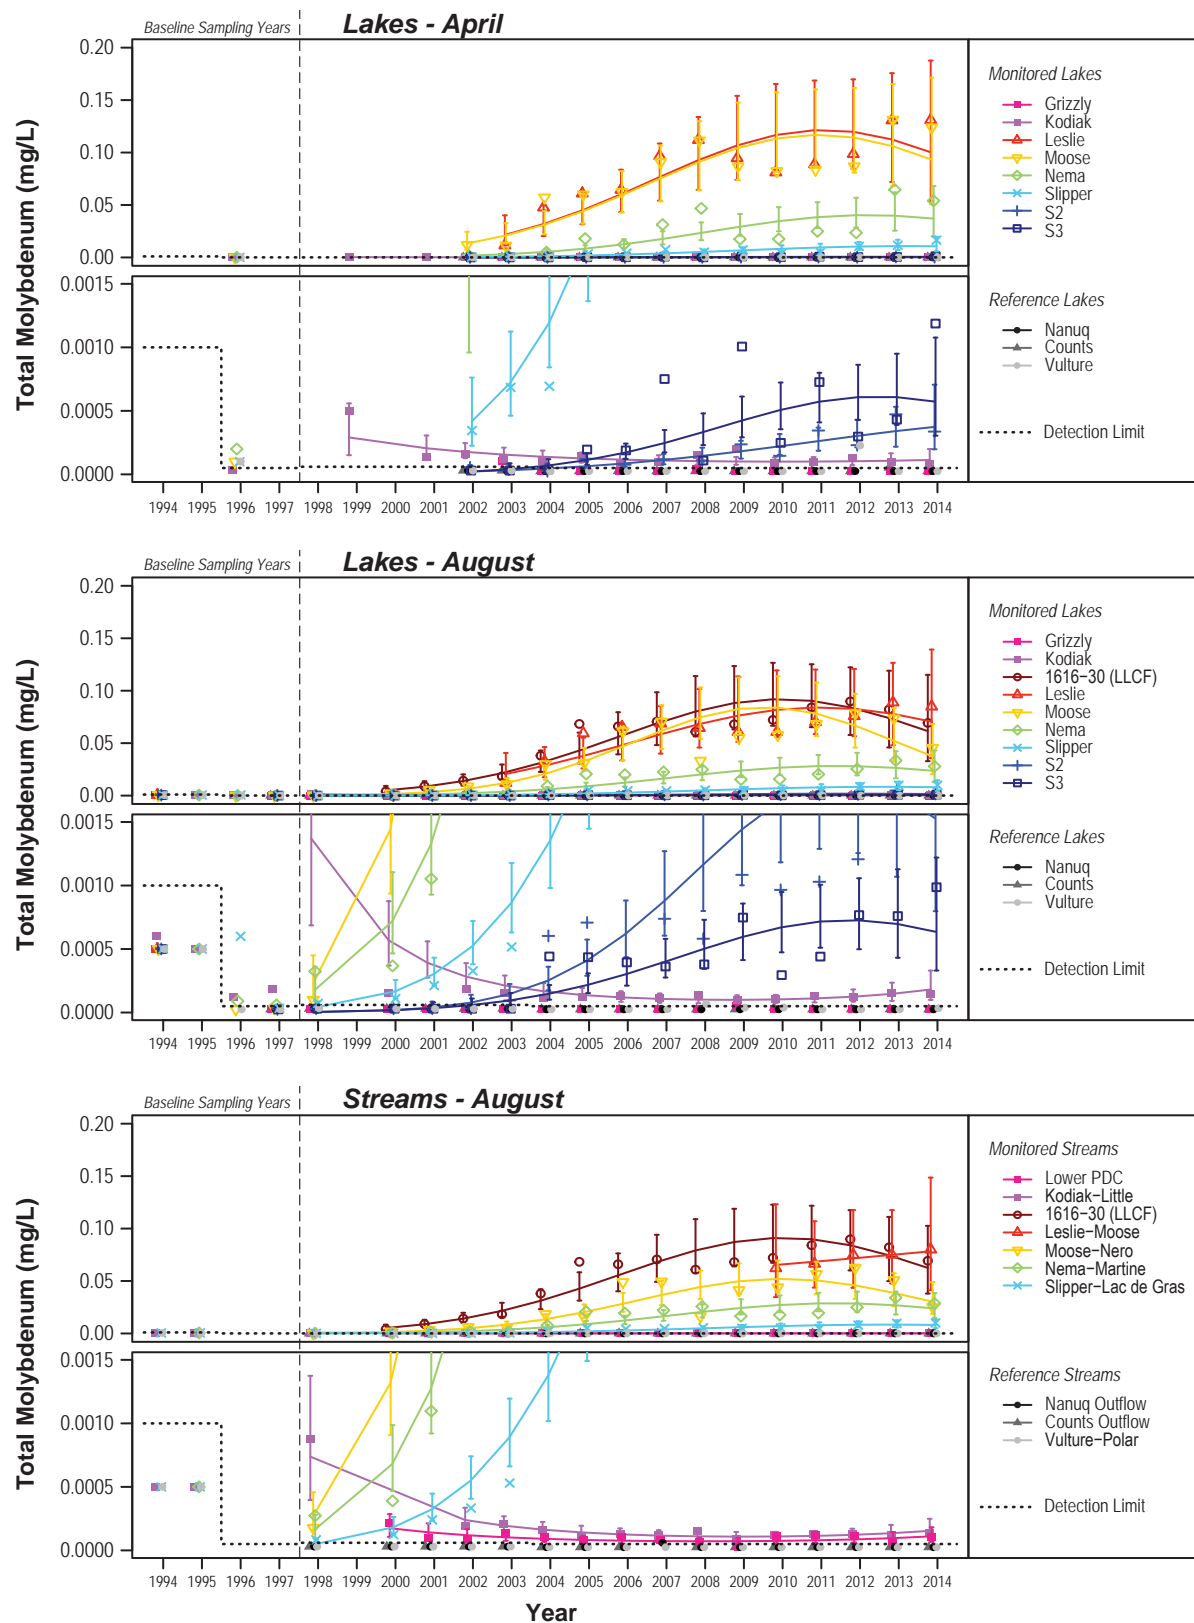 Baseline Sampling Years
Lakes - April
Total Molybdenum (mg/L)
0.20
0.15
0.10
0.05
0.00
0.0015
0.0010
0.0005
0.0000
1994 1995 1996 1997 1998 1999 2000 2001 2002 2003 2004 2005 2006 2007 2008 2009 2010 2011 2012 2013 2014
Monitored Lakes
Grizzly
Kodiak
Leslie
Moose
Nema
Slipper
S2
S3
Reference Lakes
Nanuq
Counts
Vulture
Detection Limit
Baseline Sampling Years
Lakes - August
Total Molybdenum (mg/L)
0.20
0.15
0.10
0.05
0.00
0.0015
0.0010
0.0005
0.0000
1994 1995 1996 1997 1998 1999 2000 2001 2002 2003 2004 2005 2006 2007 2008 2009 2010 2011 2012 2013 2014
Monitored Lakes
Grizzly
Kodiak
1616−30 (LLCF)
Leslie
Moose
Nema
Slipper
S2
S3
Reference Lakes
Nanuq
Counts
Vulture
Detection Limit
Baseline Sampling Years
Streams - August
Total Molybdenum (mg/L)
0.20
0.15
0.10
0.05
0.00
0.0015
0.0010
0.0005
0.0000
1994 1995 1996 1997 1998 1999 2000 2001 2002 2003 2004 2005 2006 2007 2008 2009 2010 2011 2012 2013 2014
Year
Monitored Streams
Lower PDC
Kodiak−Little
1616−30 (LLCF)
Leslie−Moose
Moose−Nero
Nema−Martine
Slipper−Lac de Gras
Reference Streams
Nanuq Outflow
Counts Outflow
Vulture−Polar
Detection Limit